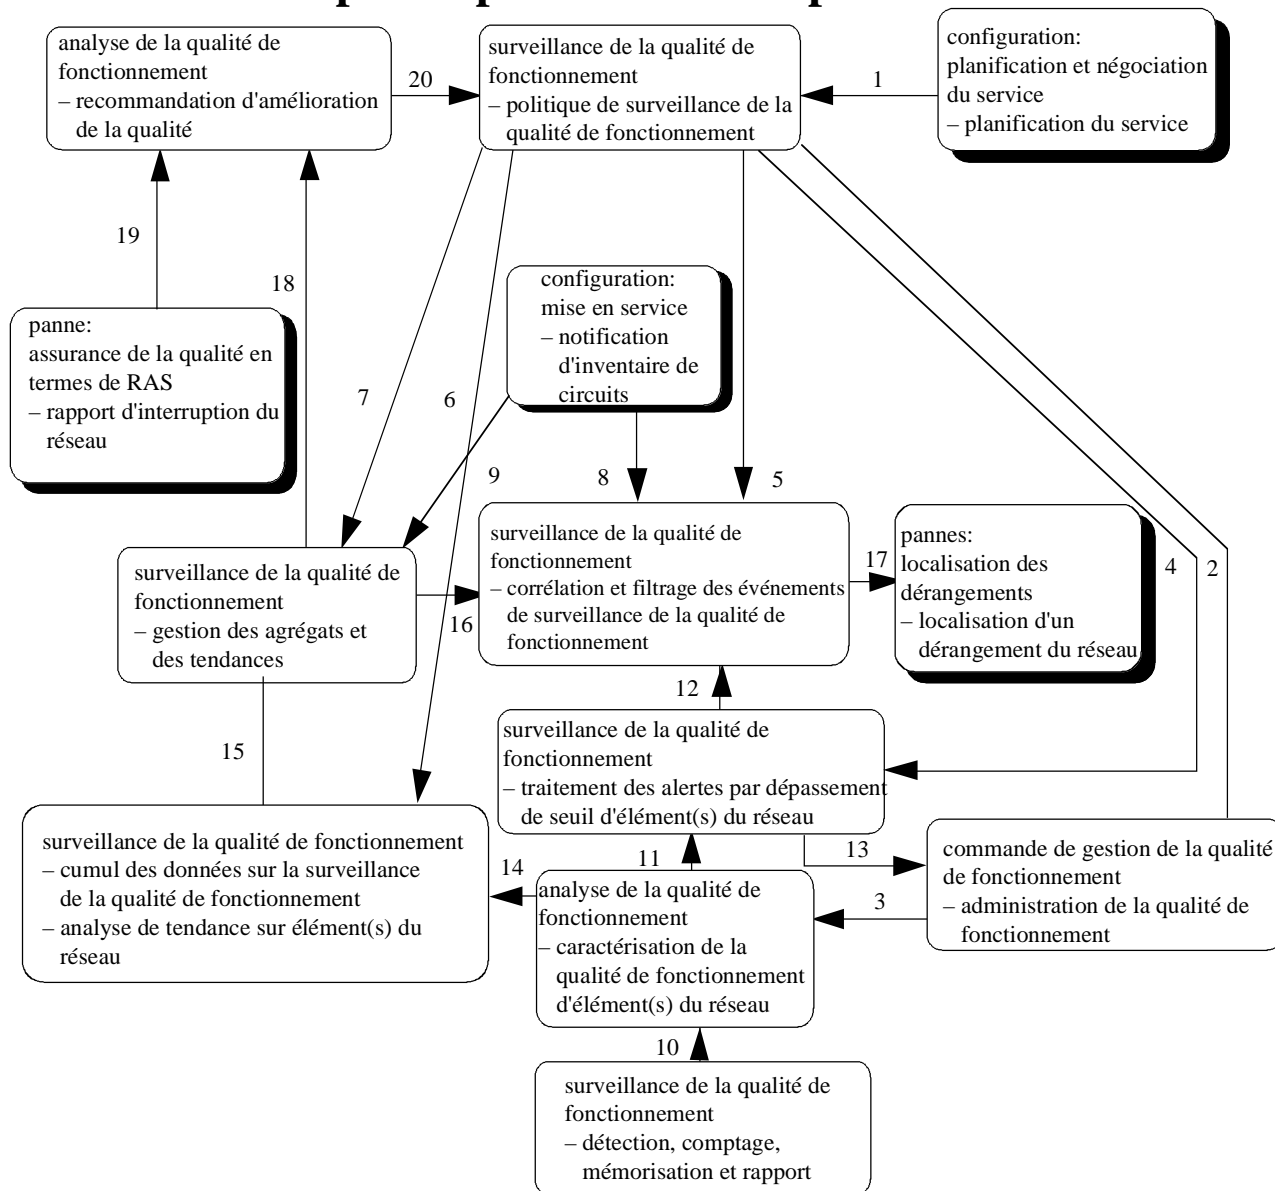 analyse de la qualité de
fonctionnement
– recommandation d'amélioration
de la qualité
20
surveillance de la qualité de
fonctionnement
– politique de surveillance de la
qualité de fonctionnement
1
configuration:
planification et négociation
du service
– planification du service
19
18
panne:
assurance de la qualité en
termes de RAS
– rapport d'interruption du
réseau
7
6
configuration:
mise en service
– notification
d'inventaire de
circuits
9
8
5
4
2
surveillance de la qualité de
fonctionnement
– gestion des agrégats et
des tendances
16
surveillance de la qualité de
fonctionnement
– corrélation et filtrage des événements
de surveillance de la qualité de
fonctionnement
17
pannes:
localisation des
dérangements
– localisation d'un
dérangement du réseau
12
15
surveillance de la qualité de
fonctionnement
– traitement des alertes par dépassement
de seuil d'élément(s) du réseau
surveillance de la qualité de fonctionnement
– cumul des données sur la surveillance
de la qualité de fonctionnement
– analyse de tendance sur élément(s) du
réseau
14
11
13
analyse de la qualité de
fonctionnement
– caractérisation de la
qualité de fonctionnement
d'élément(s) du réseau
3
commande de gestion de la qualité
de fonctionnement
– administration de la qualité de
fonctionnement
10
surveillance de la qualité de
fonctionnement
– détection, comptage,
mémorisation et rapport